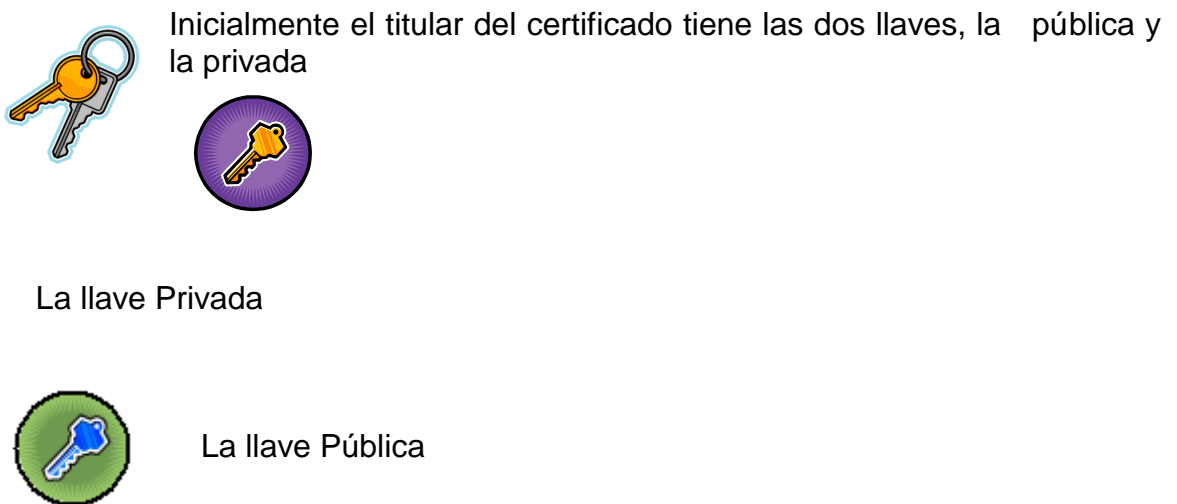 Inicialmente el titular del certificado tiene las dos llaves, la pública y
la privada
La llave Privada
La llave Pública